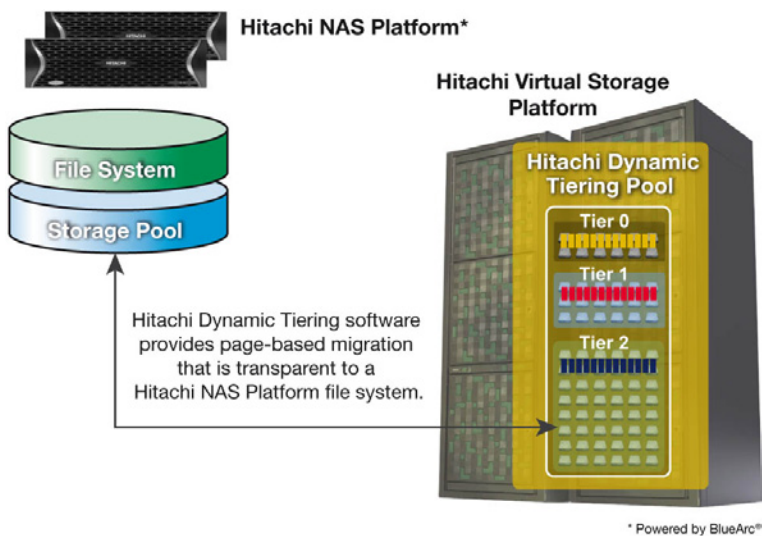 Hitachi NAS Platform*
HITACHI
HITACHI
File System
Storage Pool
Hitachi Virtual Storage
Platform
Hitachi Dynamic
Tiering Pool
Tier 0
Tier 1
Tier 2
Hitachi Dynamic Tiering software
provides page-based migration
that is transparent to a
Hitachi NAS Platform file system.
* Powered by BlueArc®